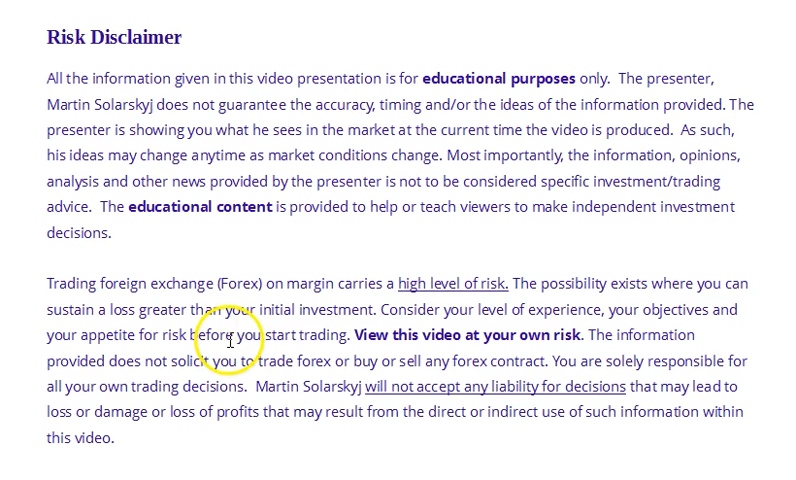 Risk Disclaimer
All the information given in this video presentation is for educational purposes only.  The presenter,
Martin Solarskyj does not guarantee the accuracy, timing and/or the ideas of the information provided. The
presenter is showing you what he sees in the market at the current time the video is produced.  As such,
his ideas may change anytime as market conditions change. Most importantly, the information, opinions,
analysis and other news provided by the presenter is not to be considered specific investment/trading
advice.  The educational content is provided to help or teach viewers to make independent investment
decisions.
Trading foreign exchange (Forex) on margin carries a high level of risk. The possibility exists where you can
sustain a loss greater than your initial investment. Consider your level of experience, your objectives and
your appetite for risk before you start trading. View this video at your own risk. The information
provided does not solicit you to trade forex or buy or sell any forex contract. You are solely responsible for
all your own trading decisions.  Martin Solarskyj will not accept any liability for decisions that may lead to
loss or damage or loss of profits that may result from the direct or indirect use of such information within
this video.